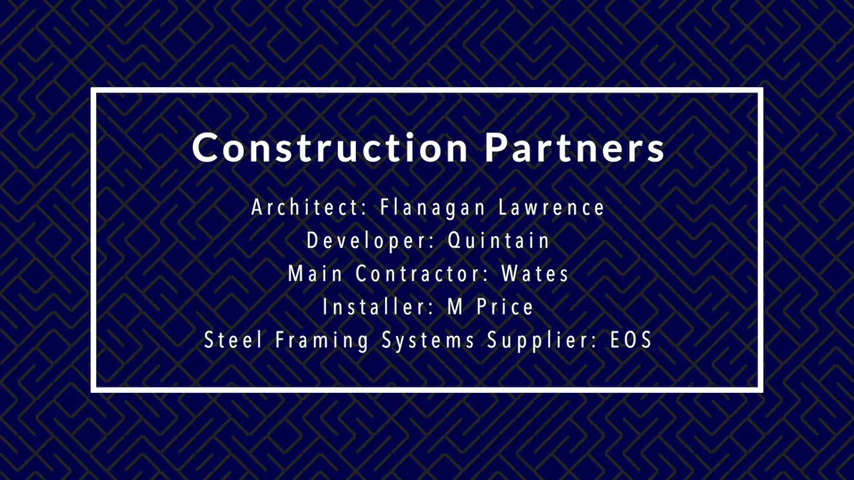 Construction Partners
Architect: Flanagan Lawrence
Developer: Quintain
Main Contractor: Wates
Installer: M Price
Steel Framing Systems Supplier: EOS